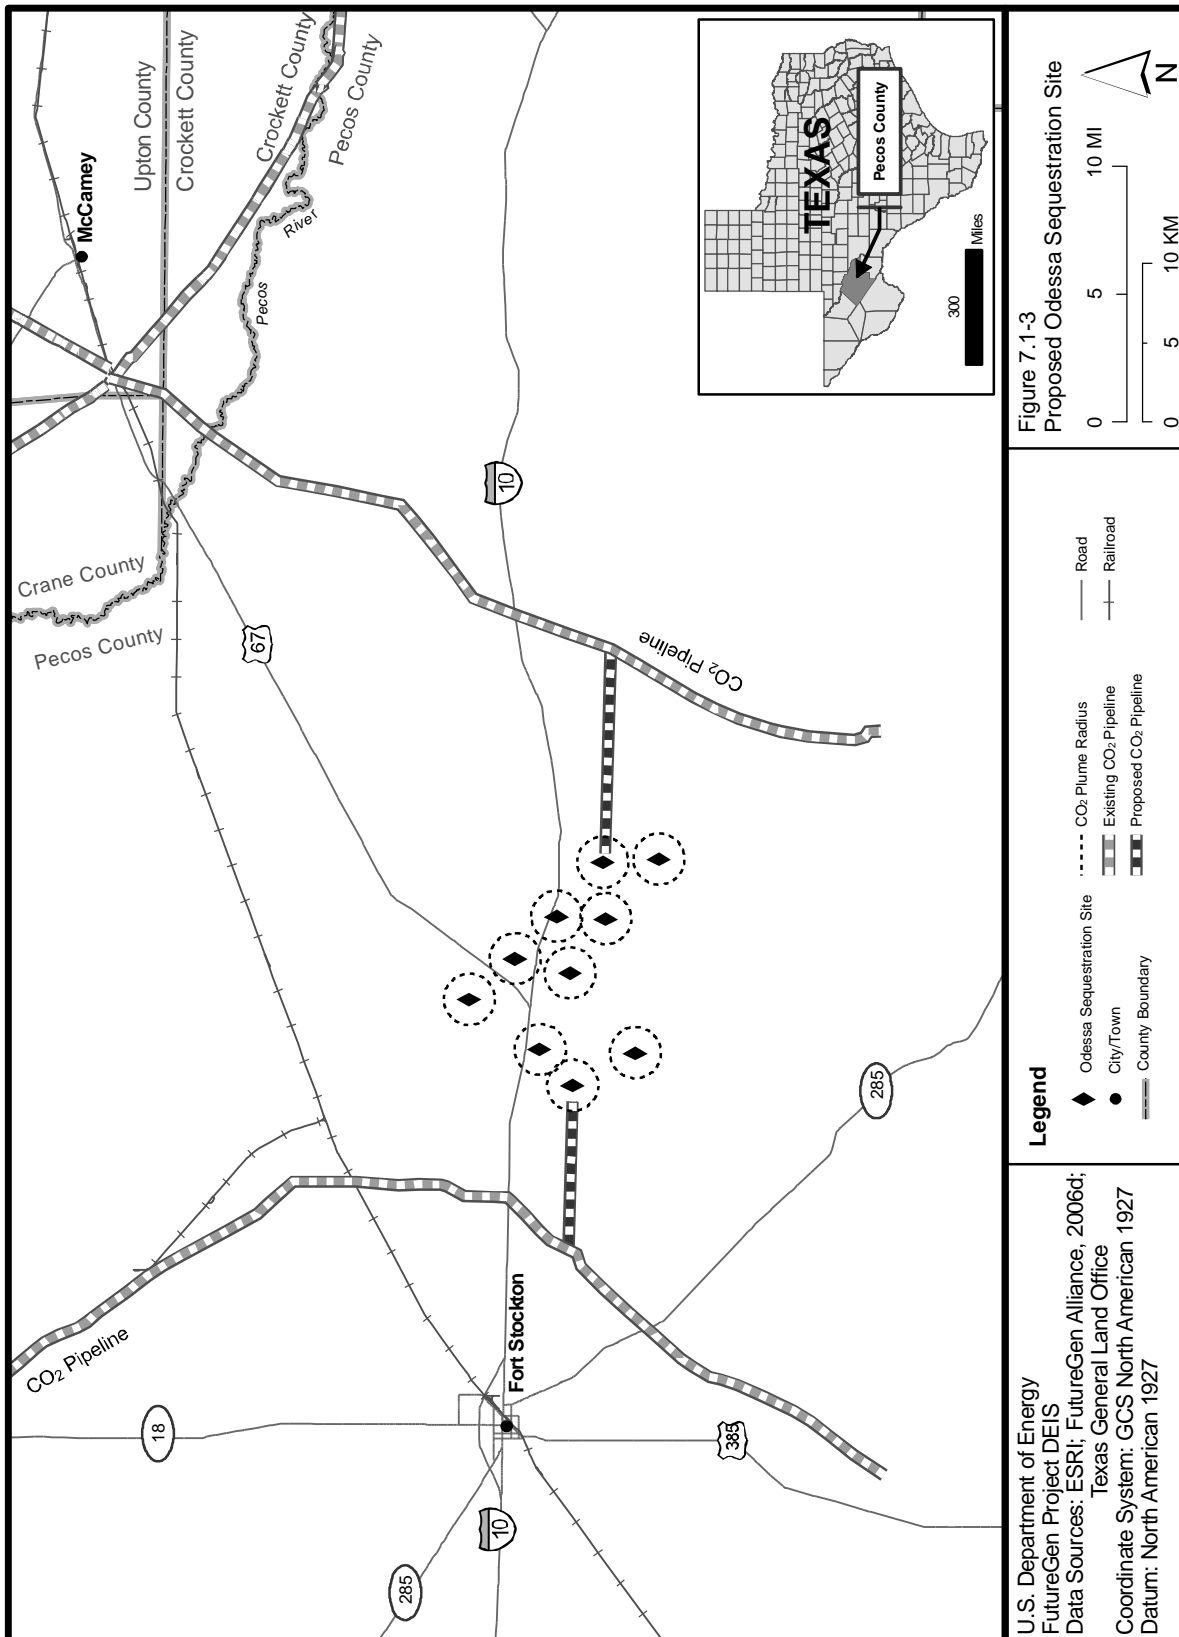 CO2 Pipeline
18
285
10
Fort Stockton
385
285
67
Crane County
Pecos County
CO2 Pipeline
10
McCamey
Upton County
Crockett County
Crockett County
Pecos County
Pecos
River
TEXAS
Pecos County
300
Miles
U.S. Department of Energy
FutureGen Project DEIS
Data Sources: ESRI; FutureGen Alliance, 2006d;
Texas General Land Office
Coordinate System: GCS North American 1927
Datum: North American 1927
Legend
Odessa Sequestration Site
City/Town
County Boundary
CO2 Plume Radius
Existing CO2 Pipeline
Proposed CO2 Pipeline
Road
Railroad
Figure 7.1-3
Proposed Odessa Sequestration Site
0 5 10 MI
0 5 10 KM
N